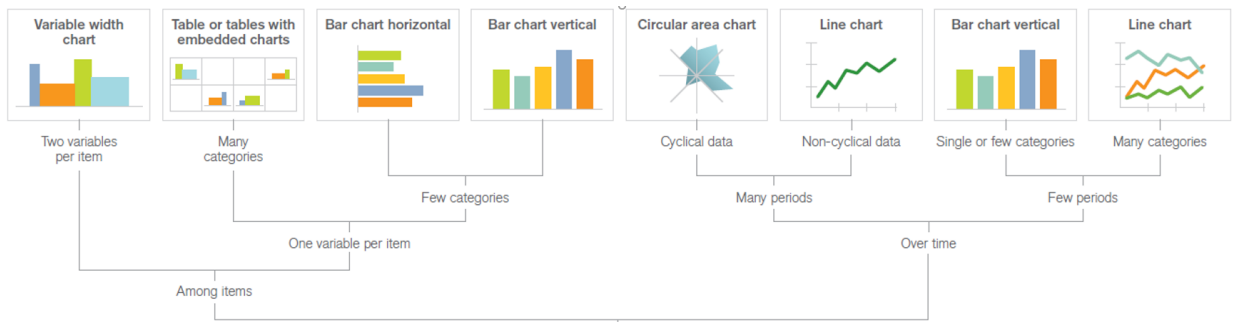 Variable width
chart
Table or tables with
embedded charts
Bar chart horizontal
Bar chart vertical
Circular area chart
Line chart
Bar chart vertical
Line chart
Two variables
per item
Many
categories
Cyclical data
Non-cyclical data
Single or few categories
Many categories
Few categories
Many periods
Few periods
One variable per item
Over time
Among items